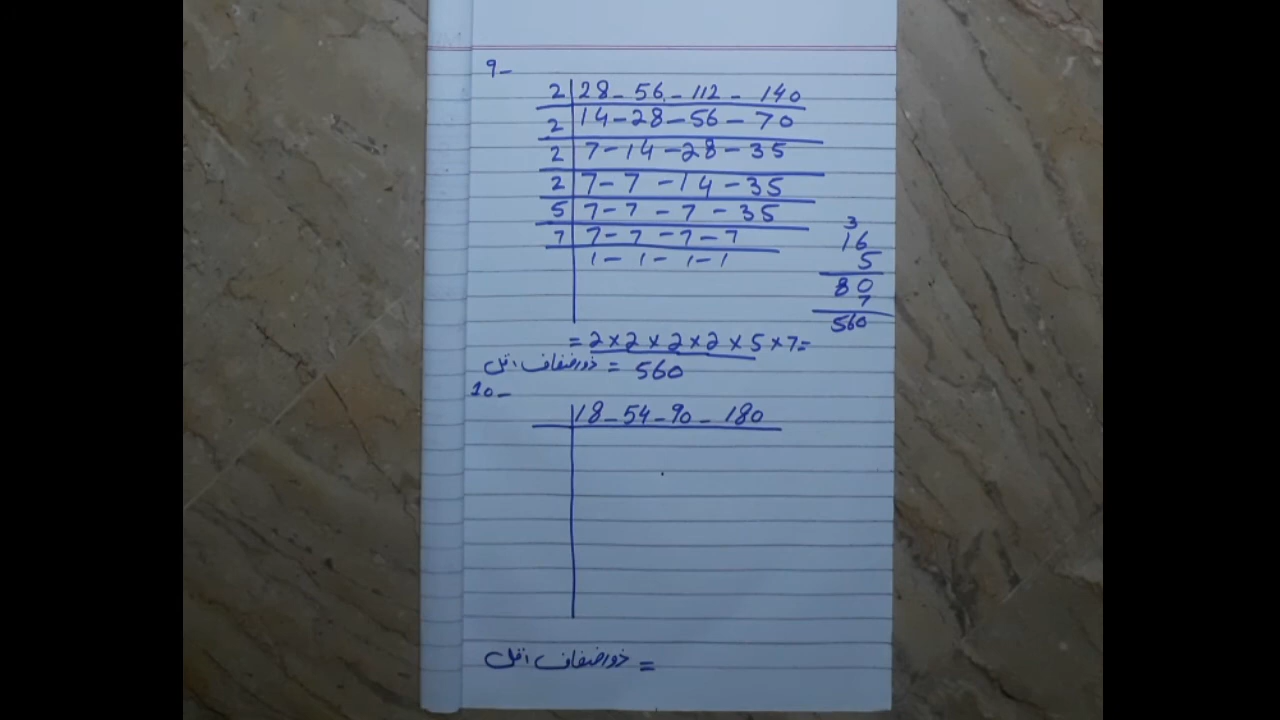 9-
2 | 28 - 56 - 112 - 140
2 | 14 - 28 - 56 - 70
2 | 7 - 14 - 28 - 35
2 | 7 - 7 - 14 - 35
5 | 7 - 7 - 7 - 35
7 | 7 - 7 - 7 - 7
1 - 1 - 1 - 1
3
16
5
80
7
560
= 2 × 2 × 2 × 2 × 5 × 7 =
ذواضعاف اقل = 560
10-
18 - 54 - 90 - 180
ذواضعاف اقل =